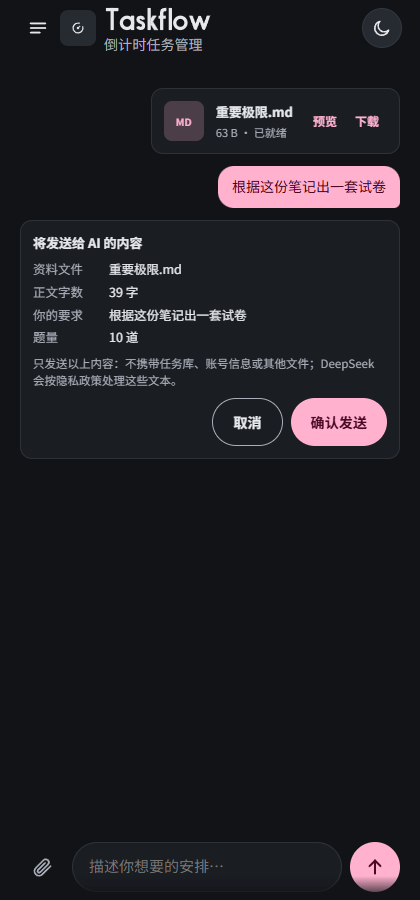 Taskflow
倒计时任务管理
MD
重要极限.md
63 B · 已就绪
预览
下载
根据这份笔记出一套试卷
将发送给 AI 的内容
资料文件 重要极限.md
正文字数 39 字
你的要求 根据这份笔记出一套试卷
题量 10 道
只发送以上内容：不携带任务库、账号信息或其他文件；DeepSeek
会按隐私政策处理这些文本。
取消
确认发送
描述你想要的安排…